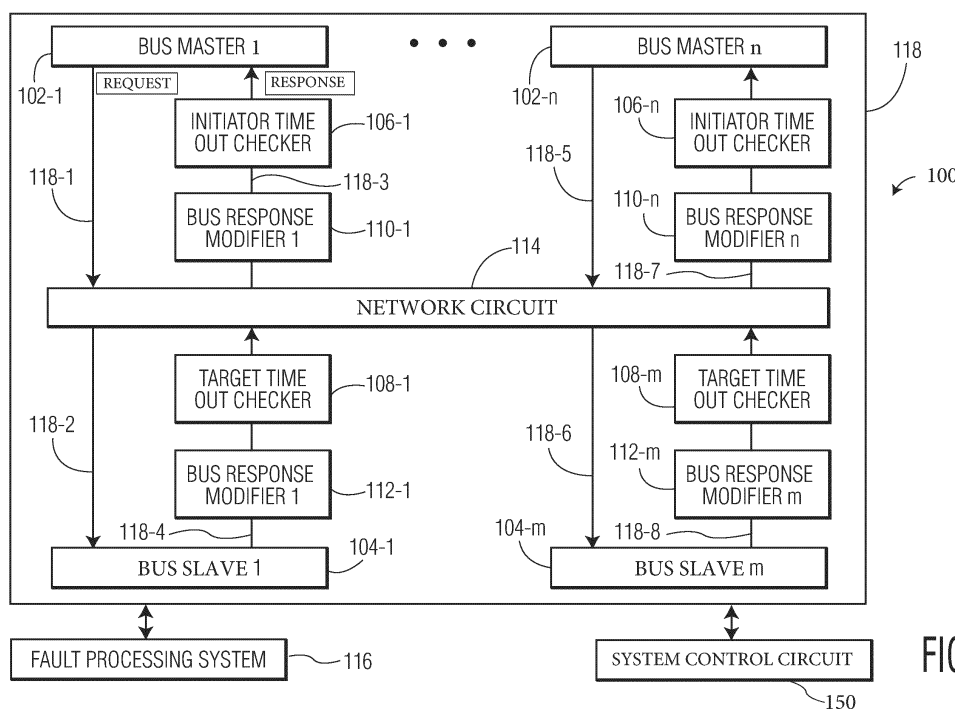 BUS MASTER 1
• • •
BUS MASTER n
118
102-1
REQUEST
RESPONSE
102-n
106-n
INITIATOR TIME
OUT CHECKER
106-1
INITIATOR TIME
OUT CHECKER
118-1
118-3
118-5
100
110-n
BUS RESPONSE
MODIFIER 1
110-1
BUS RESPONSE
MODIFIER n
114
118-7
NETWORK CIRCUIT
TARGET TIME
OUT CHECKER
108-1
108-m
TARGET TIME
OUT CHECKER
118-2
118-6
112-m
BUS RESPONSE
MODIFIER 1
112-1
BUS RESPONSE
MODIFIER m
118-4
104-1
104-m
118-8
BUS SLAVE 1
BUS SLAVE m
FAULT PROCESSING SYSTEM
116
SYSTEM CONTROL CIRCUIT
150
FIG